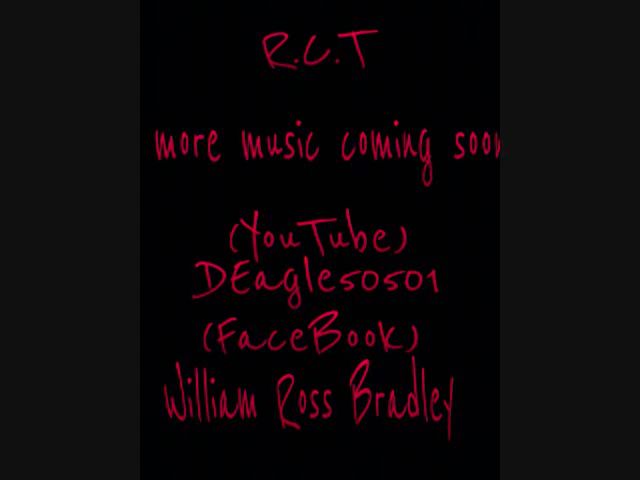 R.C.T
more music coming soon
(YouTube)
DEagle50501
(FaceBook)
William Ross Bradley